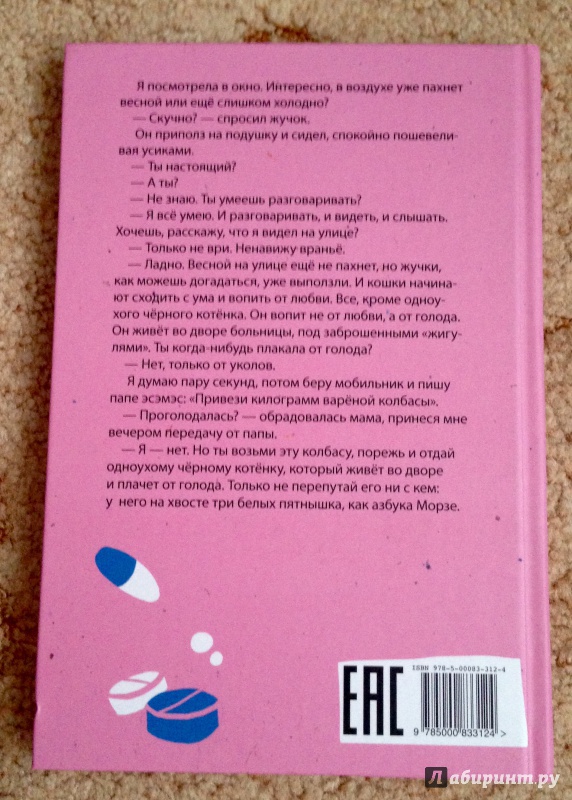 Я посмотрела в окно. Интересно, в воздухе уже пахнет
весной или ещё слишком холодно?
— Скучно? — спросил жучок.
Он приполз на подушку и сидел, спокойно пошевели-
вая усиками.
— Ты настоящий?
— А ты?
— Не знаю. Ты умеешь разговаривать?
— Я всё умею. И разговаривать, и видеть, и слышать.
Хочешь, расскажу, что я видел на улице?
— Только не ври. Ненавижу враньё.
— Ладно. Весной на улице ещё не пахнет, но жучки,
как можешь догадаться, уже выползли. И кошки начина-
ют сходить с ума и вопить от любви. Все, кроме одноу-
хого чёрного котёнка. Он вопит не от любви, а от голода.
Он живёт во дворе больницы, под заброшенными «жигу-
лями». Ты когда-нибудь плакала от голода?
— Нет, только от уколов.
Я думаю пару секунд, потом беру мобильник и пишу
папе эсэмэс: «Привези килограмм варёной колбасы».
— Проголодалась? — обрадовалась мама, принеся мне
вечером передачу от папы.
— Я — нет. Но ты возьми эту колбасу, порежь и отдай
одноухому чёрному котёнку, который живёт во дворе
и плачет от голода. Только не перепутай его ни с кем:
у него на хвосте три белых пятнышка, как азбука Морзе.
ISBN 978-5-00083-312-4
EAC
9 785000 833124 >
Лабиринт.ру